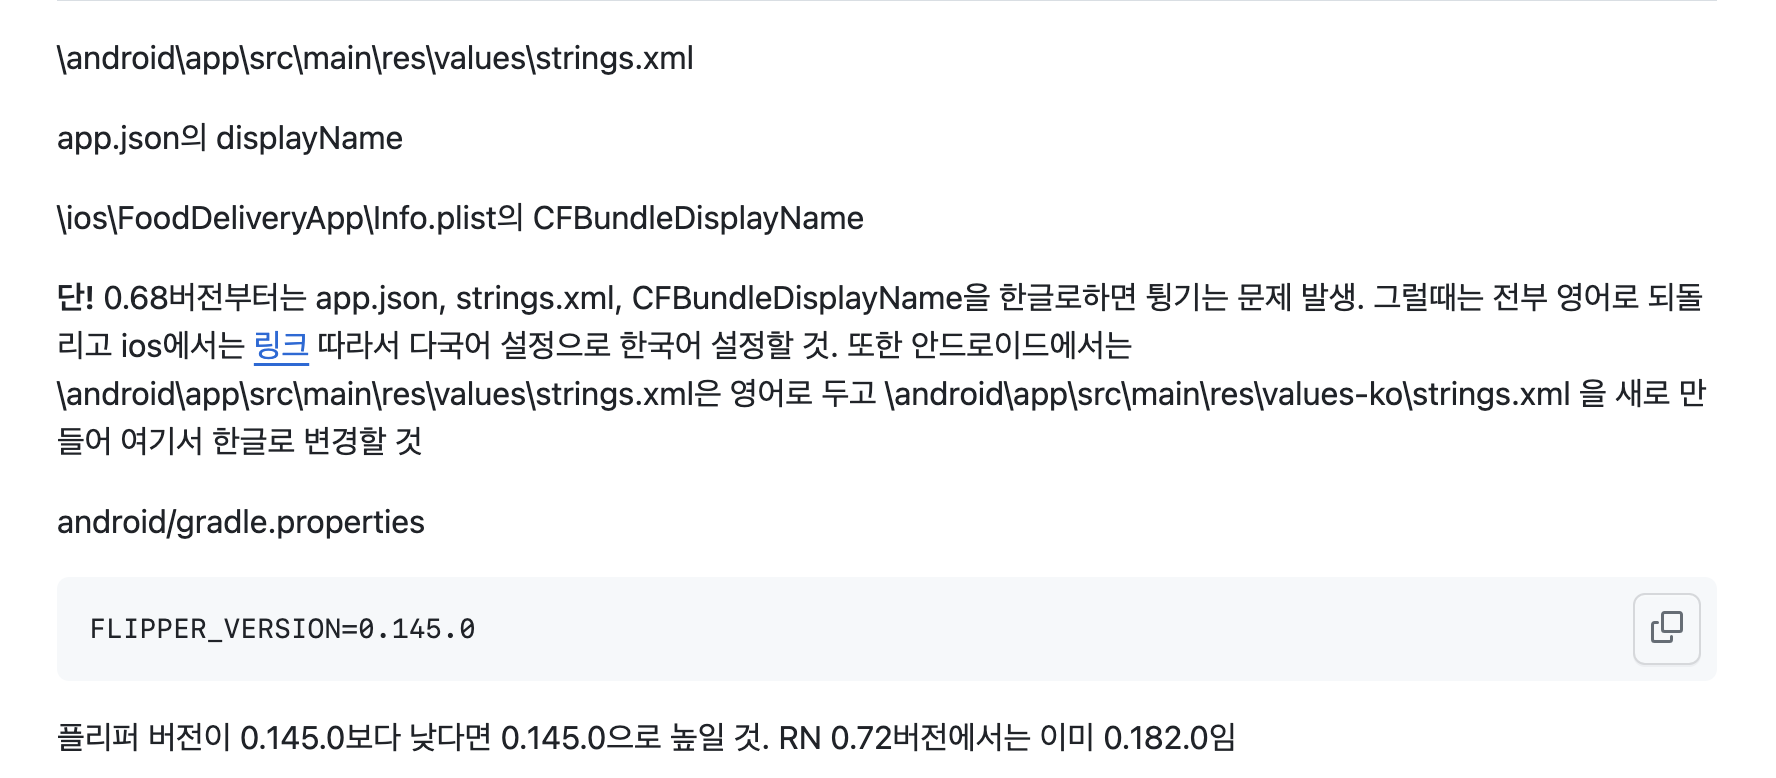 \android\app\src\main\res\values\strings.xml
app.json의 displayName
\ios\FoodDeliveryApp\Info.plist의 CFBundleDisplayName
단! 0.68버전부터는 app.json, strings.xml, CFBundleDisplayName을 한글로하면 튕기는 문제 발생. 그럴때는 전부 영어로 되돌
리고 ios에서는 링크 따라서 다국어 설정으로 한국어 설정할 것. 또한 안드로이드에서는
\android\app\src\main\res\values\strings.xml은 영어로 두고 \android\app\src\main\res\values-ko\strings.xml 을 새로 만
들어 여기서 한글로 변경할 것
android/gradle.properties
FLIPPER_VERSION=0.145.0
플리퍼 버전이 0.145.0보다 낮다면 0.145.0으로 높일 것. RN 0.72버전에서는 이미 0.182.0임